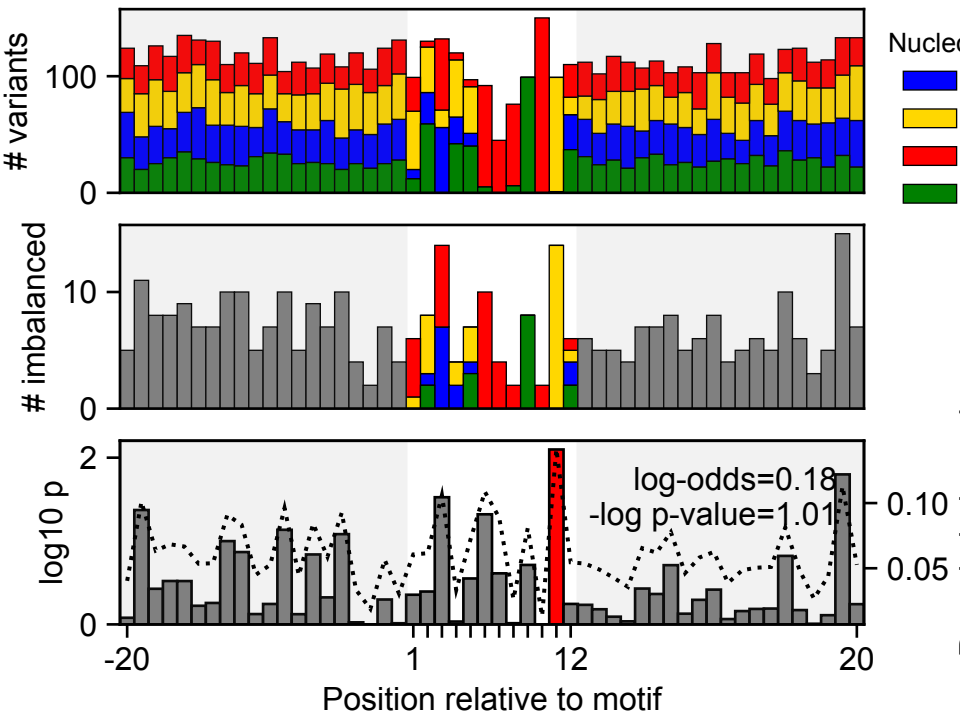 # variants
100
0
Nucleo
# imbalanced
10
0
log10 p
2
1
0
log-odds=0.18
-log p-value=1.01
0.10
0.05
-20
1
12
20
Position relative to motif